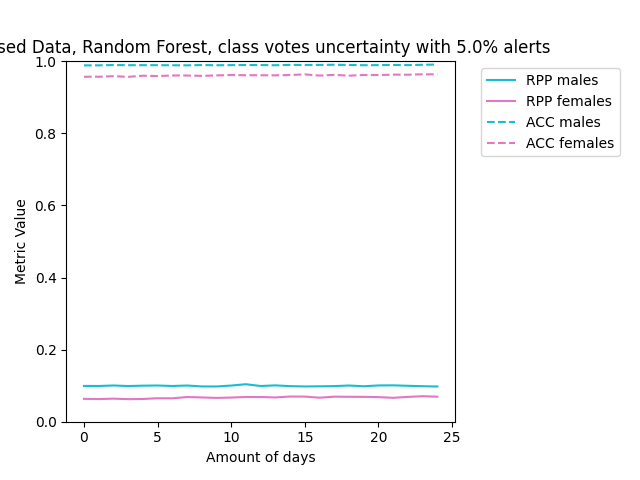 sed Data, Random Forest, class votes uncertainty with 5.0% alerts
1.0
0.8
0.6
0.4
0.2
0.0
Metric Value
0 5 10 15 20 25
Amount of days
RPP males
RPP females
ACC males
ACC females